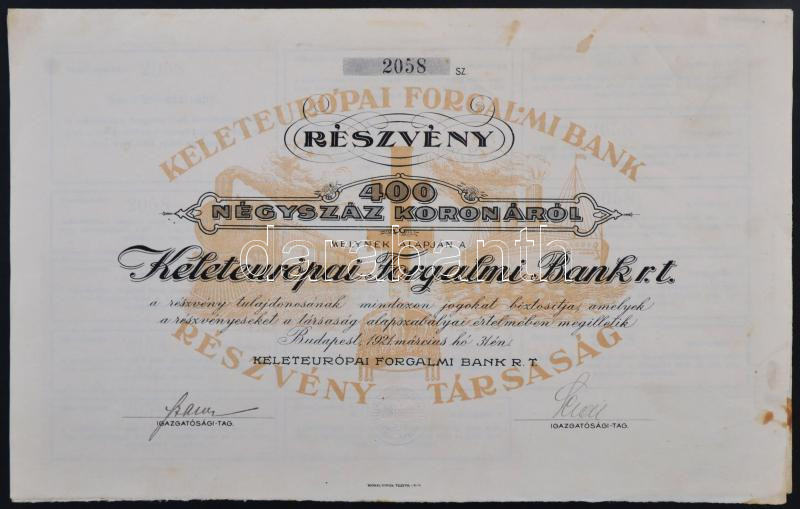 2058 SZ
KELETEURÓPAI FORGALMI BANK
RÉSZVÉNY
400
NÉGYSZÁZ KORONÁRÓL
MELYNEK ALAPJÁN A
darabanth
Keleteurópai Forgalmi Bank r.t.
a részvény tulajdonosának mindazon jogokat biztosítja, amelyek
a részvényeseket a társaság alapszabályai értelmében megilletik
Budapest, 1921. március hó 31én.
KELETEURÓPAI FORGALMI BANK R.T.
RÉSZVÉNY TÁRSASÁG
IGAZGATÓSÁGI-TAG. IGAZGATÓSÁGI-TAG.